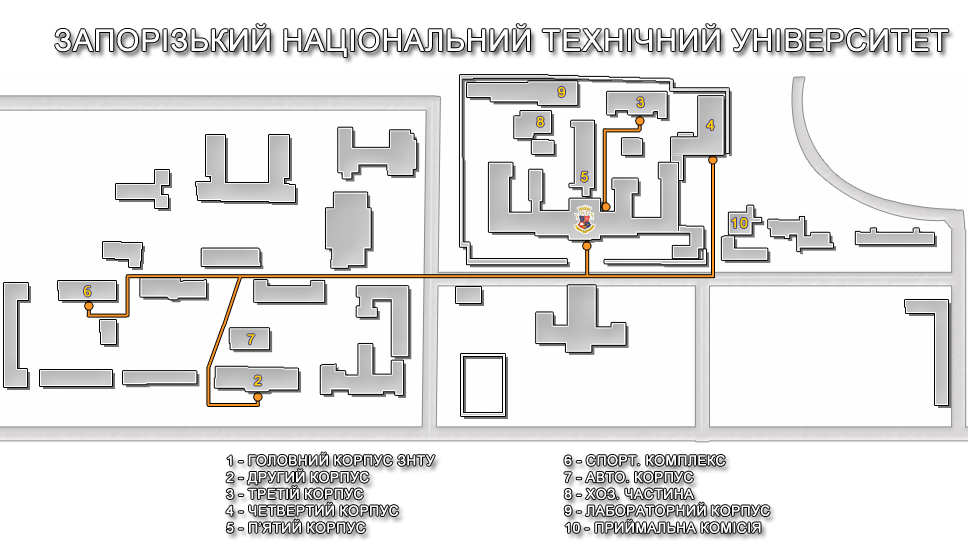 ЗАПОРІЗЬКИЙ НАЦІОНАЛЬНИЙ ТЕХНІЧНИЙ УНІВЕРСИТЕТ
9
3
8
4
5
10
6
7
2
1 - ГОЛОВНИЙ КОРПУС ЗНТУ
2 - ДРУГИЙ КОРПУС
3 - ТРЕТІЙ КОРПУС
4 - ЧЕТВЕРТИЙ КОРПУС
5 - П'ЯТИЙ КОРПУС
6 - СПОРТ. КОМПЛЕКС
7 - АВТО. КОРПУС
8 - ХОЗ. ЧАСТИНА
9 - ЛАБОРАТОРНИЙ КОРПУС
10 - ПРИЙМАЛЬНА КОМІСІЯ